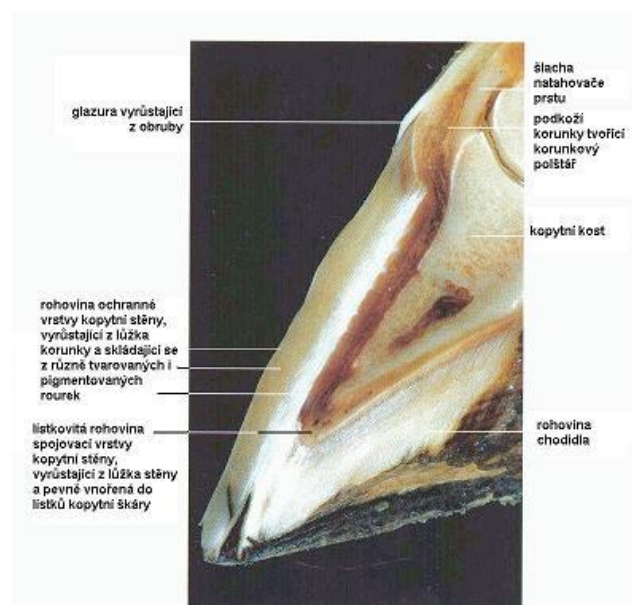 glazura vyrůstající
z obruby
šlacha
natahovače
prstu
podkoží
korunky tvořící
korunkový
polštář
kopytní kost
rohovina ochranné
vrstvy kopytní stěny,
vyrůstající z lůžka
korunky a skládající se
z různě tvarovaných i
pigmentovaných
rourek
lístkovitá rohovina
spojovací vrstvy
kopytní stěny,
vyrůstající z lůžka stěny
a pevně vnořená do
lístků kopytní škáry
rohovina
chodidla